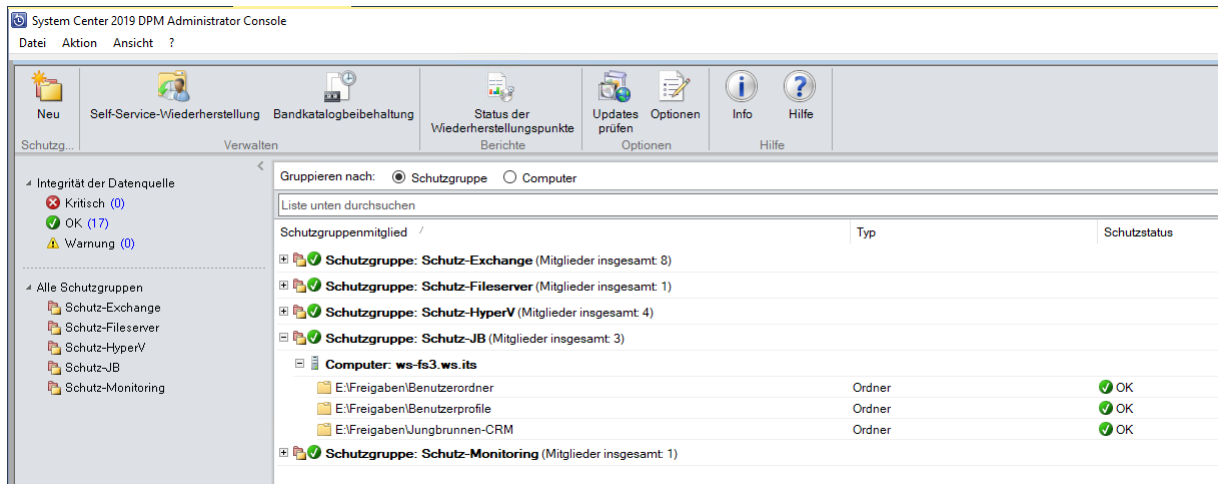 System Center 2019 DPM Administrator Console
Datei Aktion Ansicht ?
Neu Self-Service-Wiederherstellung Bandkatalogbeibehaltung Status der Wiederherstellungspunkte Updates prüfen Optionen Info Hilfe
Schutzg... Verwalten Berichte Optionen Hilfe
Integrität der Datenquelle
Kritisch (0)
OK (17)
Warnung (0)
Alle Schutzgruppen
Schutz-Exchange
Schutz-Fileserver
Schutz-HyperV
Schutz-JB
Schutz-Monitoring
Gruppieren nach: Schutzgruppe Computer
Liste unten durchsuchen
Schutzgruppenmitglied Typ Schutzstatus
Schutzgruppe: Schutz-Exchange (Mitglieder insgesamt: 8)
Schutzgruppe: Schutz-Fileserver (Mitglieder insgesamt: 1)
Schutzgruppe: Schutz-HyperV (Mitglieder insgesamt: 4)
Schutzgruppe: Schutz-JB (Mitglieder insgesamt: 3)
Computer: ws-fs3.ws.its
E:\Freigaben\Benutzerordner Ordner OK
E:\Freigaben\Benutzerprofile Ordner OK
E:\Freigaben\Jungbrunnen-CRM Ordner OK
Schutzgruppe: Schutz-Monitoring (Mitglieder insgesamt: 1)